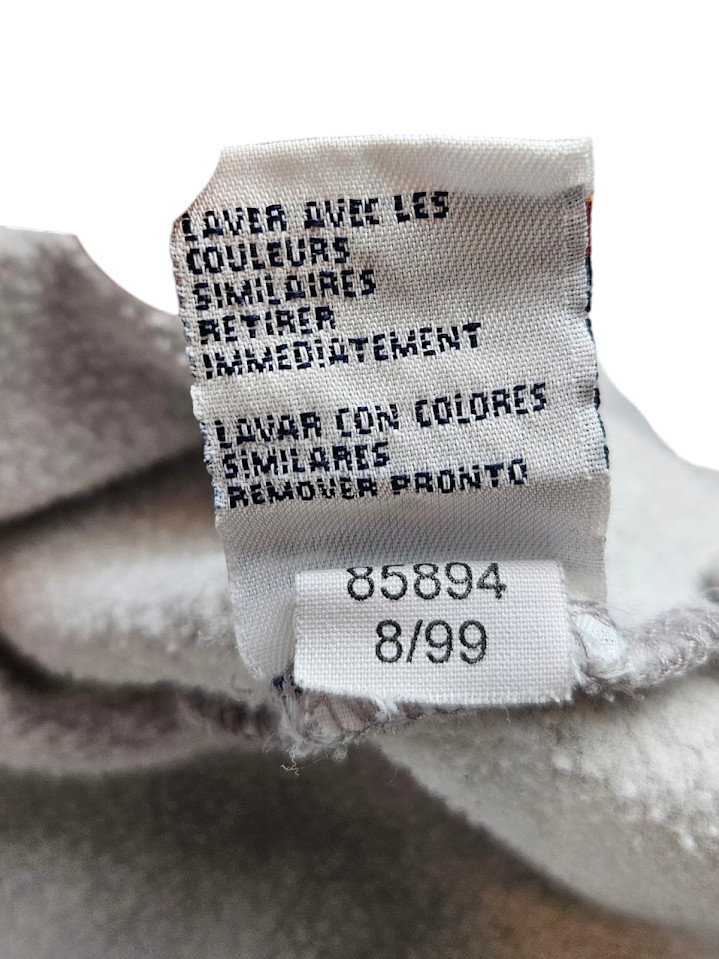 LAVER AVEC LES
COULEURS
SIMILAIRES
RETIRER
IMMEDIATEMENT
LAVAR CON COLORES
SIMILARES
REMOVER PRONTO
85894
8/99